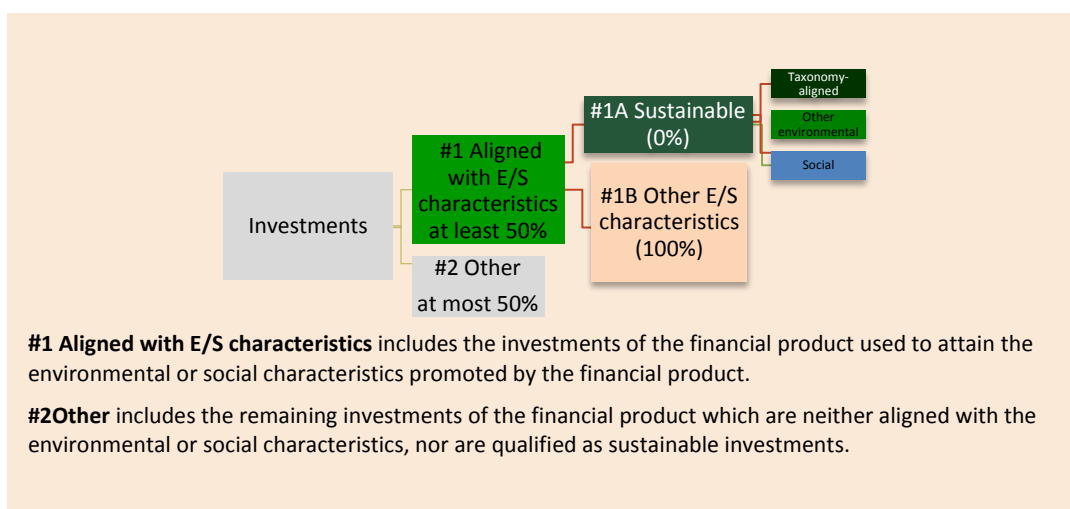 Investments
#1 Aligned
with E/S
characteristics
at least 50%
#2 Other
at most 50%
#1A Sustainable
(0%)
#1B Other E/S
characteristics
(100%)
Taxonomy-
aligned
Other
environmental
Social
#1 Aligned with E/S characteristics includes the investments of the financial product used to attain the
environmental or social characteristics promoted by the financial product.
#2Other includes the remaining investments of the financial product which are neither aligned with the
environmental or social characteristics, nor are qualified as sustainable investments.